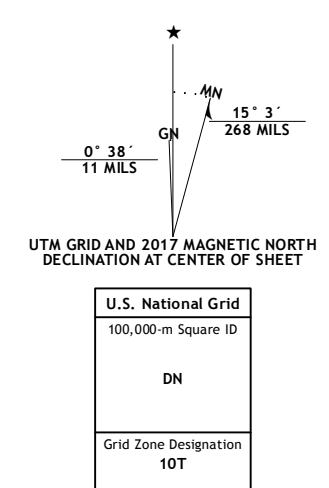 ★
MN
GN
15° 3´
268 MILS
0° 38´
11 MILS
UTM GRID AND 2017 MAGNETIC NORTH
DECLINATION AT CENTER OF SHEET
U.S. National Grid
100,000-m Square ID
DN
Grid Zone Designation
10T